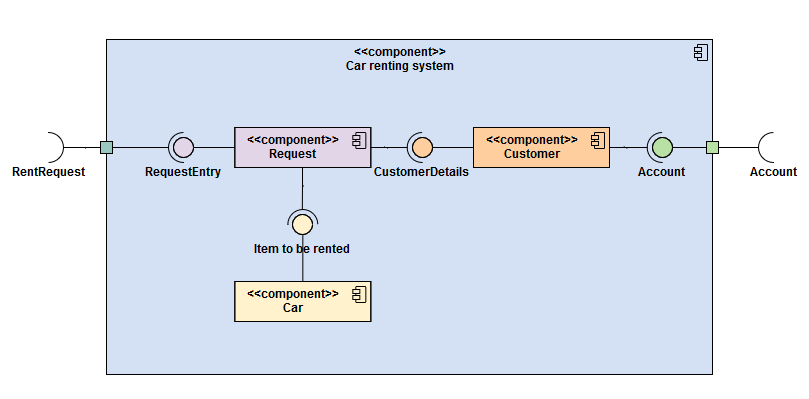 <<component>>
Car renting system
<<component>>
Request
<<component>>
Customer
RentRequest
RequestEntry
CustomerDetails
Account
Account
Item to be rented
<<component>>
Car